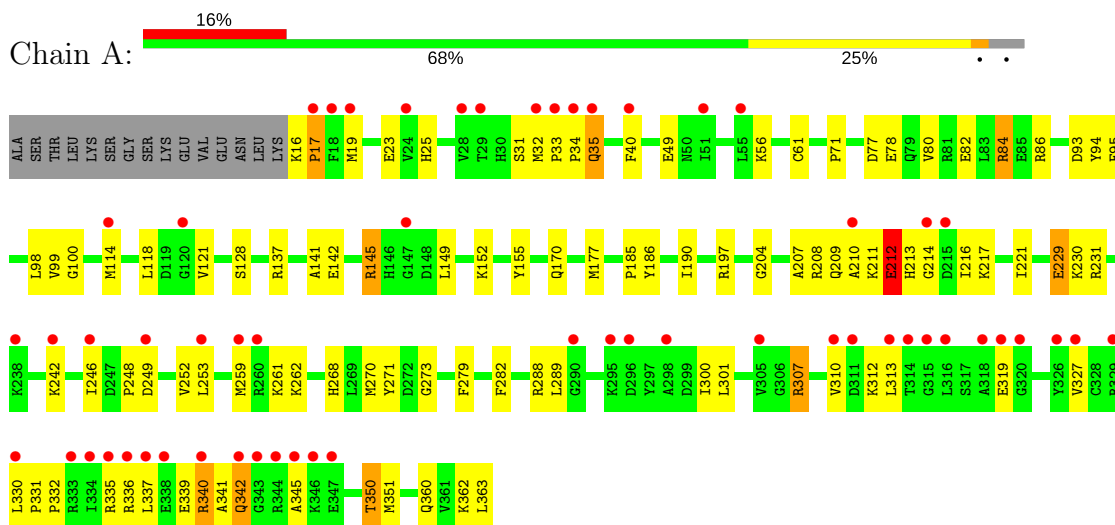 16%
Chain A:
68% 25% • •
ALA SER THR LEU LYS SER GLY SER LYS GLU VAL GLU ASN LEU LYS K16 P17 F18 M19 E23 V24 H25 V28 T29 H30 S31 M32 P33 P34 Q35 F40 E49 N50 I51 L55 K56 C61 P71 D77 E78 Q79 V80 R81 E82 L83 R84 E85 R86 D93 Y94
L98 V99 G100 M114 L118 D119 G120 V121 S128 R137 A141 E142 R145 H146 G147 D148 L149 K152 Y155 Q170 M177 P185 Y186 I190 R197 G204 A207 R208 Q209 A210 K211 E212 H213 G214 D215 I216 K217 I221 E229 K230 R231
K238 K242 I246 D247 P248 D249 V252 L253 M259 R260 K261 K262 H268 L269 M270 Y271 D272 G273 F279 F282 R288 L289 G290 K295 D296 Y297 A298 D299 I300 L301 V305 G306 R307 V310 D311 K312 L313 T314 G315 L316 S317 A318 E319 G320 Y326 V327 C328
L330 P331 P332 R333 I334 R335 R336 L337 E338 E339 R340 A341 Q342 G343 R344 A345 K346 E347 T350 M351 Q360 V361 K362 L363